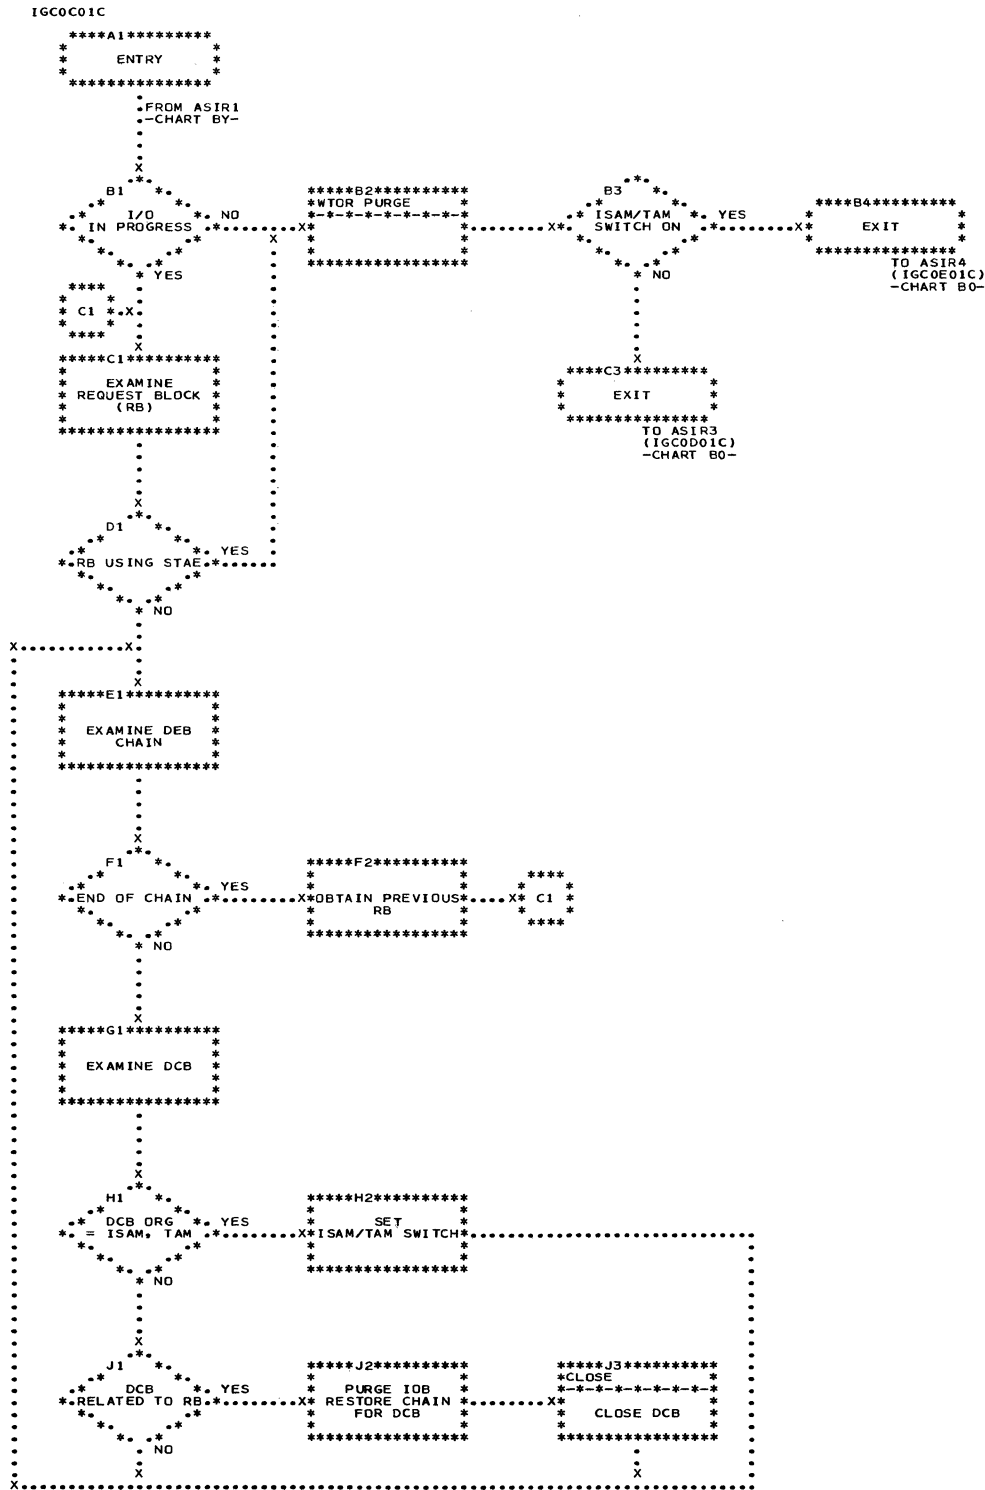 IGC0C01C
A1
ENTRY
FROM ASIR1
-CHART BY-
B1
I/O
IN PROGRESS
NO
YES
B2
WTOR PURGE
B3
ISAM/TAM
SWITCH ON
YES
NO
B4
EXIT
TO ASIR4
(IGC0E01C)
-CHART BO-
C1
C1
EXAMINE
REQUEST BLOCK
(RB)
C3
EXIT
TO ASIR3
(IGC0D01C)
-CHART BO-
D1
RB USING STAE
YES
NO
E1
EXAMINE DEB
CHAIN
F1
END OF CHAIN
YES
NO
F2
OBTAIN PREVIOUS
RB
C1
G1
EXAMINE DCB
H1
DCB ORG
= ISAM, TAM
YES
NO
H2
SET
ISAM/TAM SWITCH
J1
DCB
RELATED TO RB
YES
NO
J2
PURGE IOB
RESTORE CHAIN
FOR DCB
J3
CLOSE
CLOSE DCB